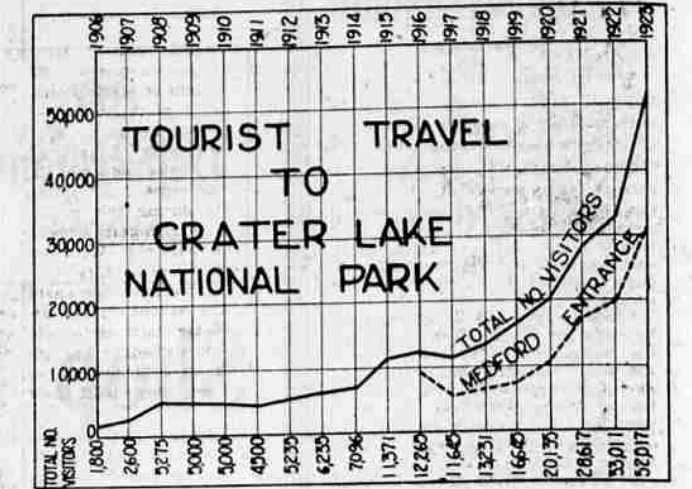 1906 1907 1908 1909 1910 1911 1912 1913 1914 1915 1916 1917 1918 1919 1920 1921 1922 1923
50,000
TOURIST TRAVEL
40,000
TO
30,000
CRATER LAKE
NATIONAL PARK
20,000
TOTAL NO. VISITORS
MEDFORD ENTRANCE
10,000
0
TOTAL NO. VISITORS
1,800 2,600 5,275 5,000 5,000 4,500 5,235 6,235 7,096 11,371 12,265 11,645 13,231 16,645 20,135 28,617 33,011 52,017